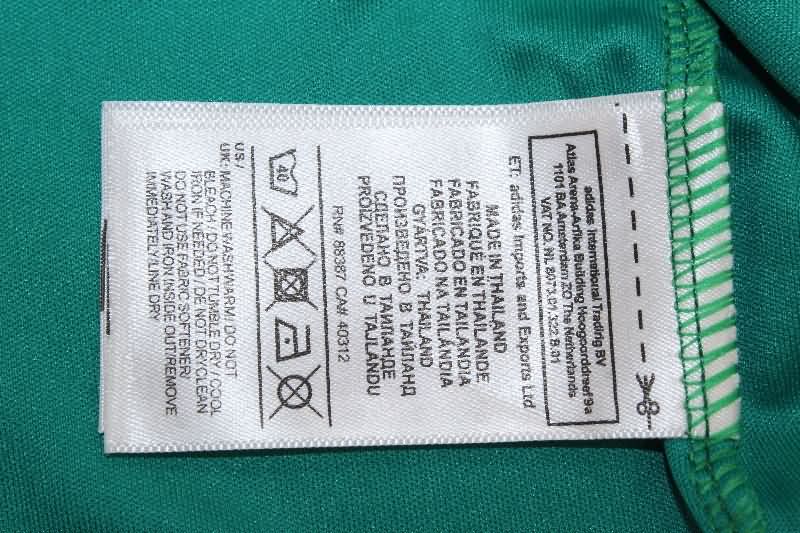 adidas International Trading BV
Atlas Arena-Arfika Building Hoogoorddreef 9a
1101 BA Amsterdam ZO The Netherlands
VAT NO. NL 8073.01.322.B.01
ET: adidas Imports and Exports Ltd
MADE IN THAILAND
FABRIQUÉ EN THAILANDE
FABRICADO EN TAILANDIA
FABRICADO NA TAILÂNDIA
GYÁRTVA: THAILAND
ПРОИЗВЕДЕНО В ТАЙЛАНД
СДЕЛАНО В ТАИЛАНДЕ
PROIZVEDENO U TAJLANDU
RN# 88387 CA# 40312
40
US /
UK: MACHINE WASH WARM/ DO NOT
BLEACH / DO NOT TUMBLE DRY / COOL
IRON IF NEEDED / DE NOT DRYCLEAN
DO NOT USE FABRIC SOFTENER/
WASH AND IRON INSIDE OUT/REMOVE
IMMEDIATELY/LINE DRY